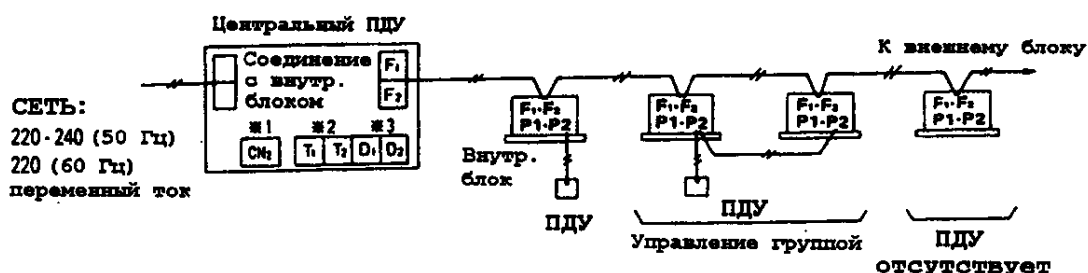 Центральный ПДУ
Соединение
с внутр.
блоком
F₁
F₂
※1 ※2 ※3
CN₂ T₁ T₂ D₁ D₂
СЕТЬ:
220-240 (50 Гц)
220 (60 Гц)
переменный ток
К внешнему блоку
F₁·F₂
P1·P2
F₁·F₂
P1·P2
F₁·F₂
P1·P2
F₁·F₂
P1·P2
Внутр.
блок
ПДУ
ПДУ
Управление группой
ПДУ
отсутствует